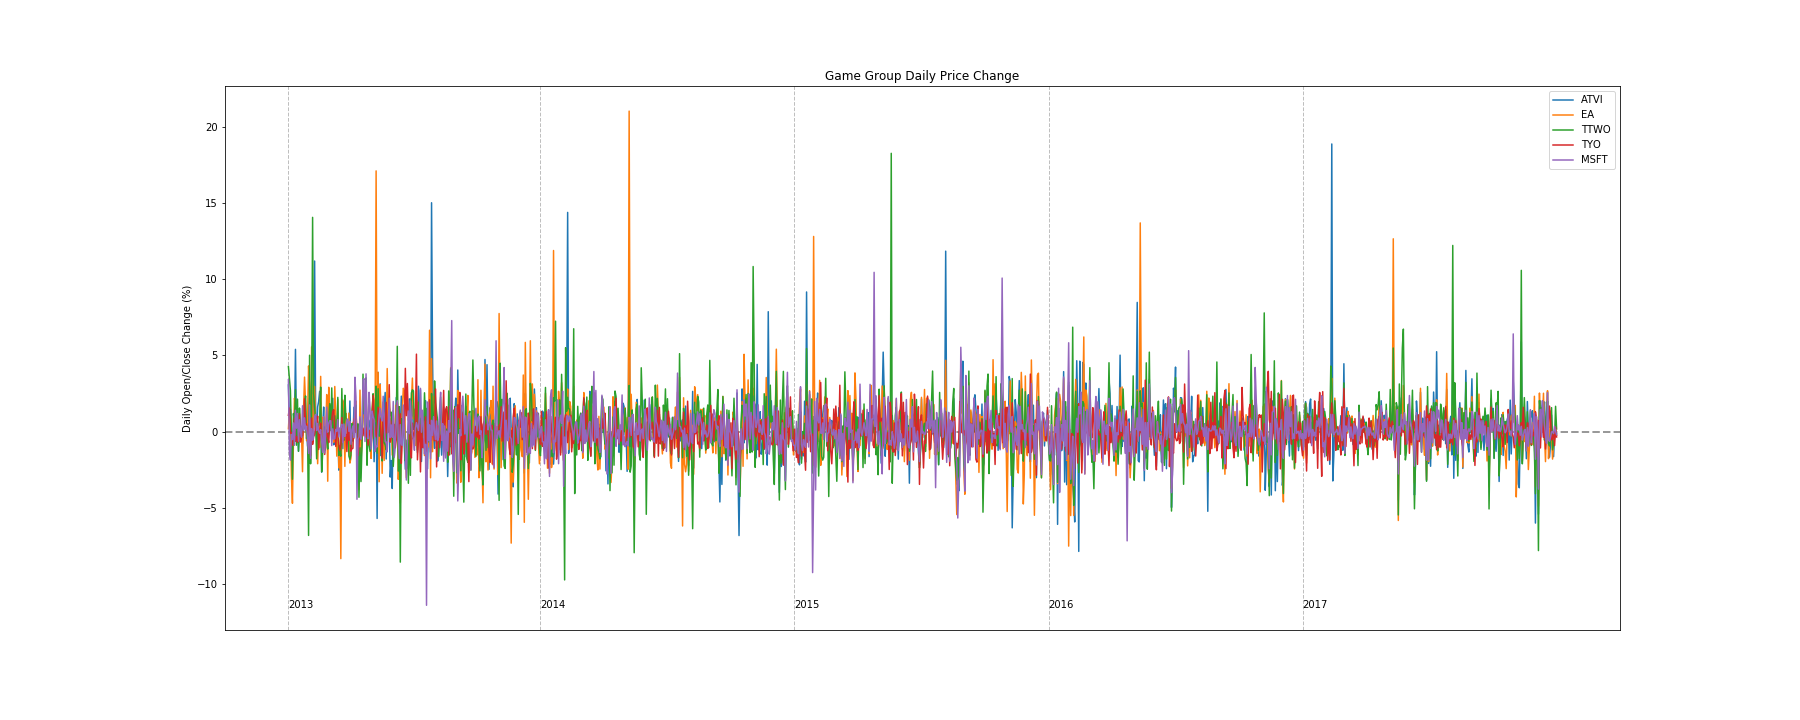 Game Group Daily Price Change
ATVI
EA
TTWO
TYO
MSFT
Daily Open/Close Change (%)
20
15
10
5
0
−5
−10
2013
2014
2015
2016
2017